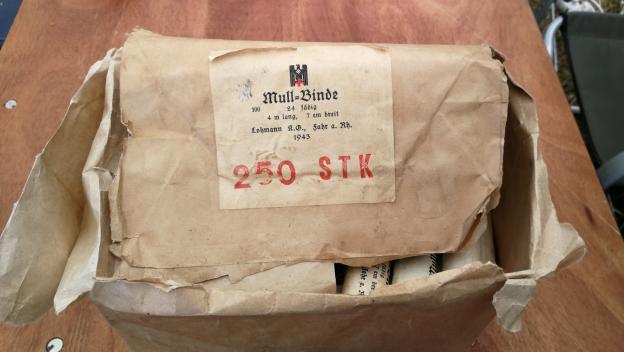 Mull=Binde
100 24 fädig
4 m lang, 7 cm breit
Lohmann K.G., Fahr a. Rh.
1943
250 STK